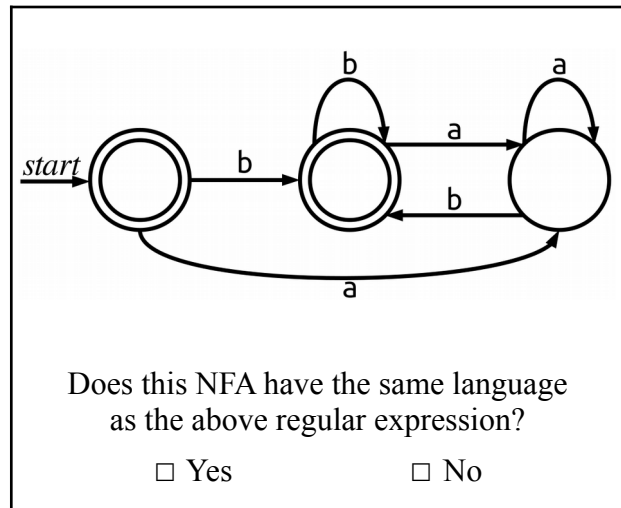 b
a
a
start
b
b
a
Does this NFA have the same language
as the above regular expression?
□ Yes □ No